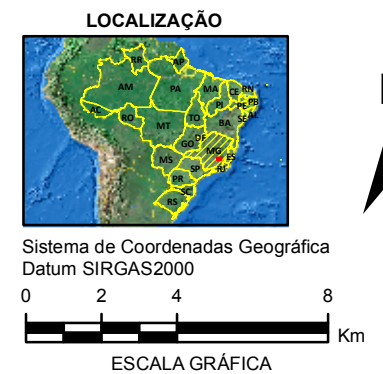 LOCALIZAÇÃO
RR AP
AM PA MA CE RN
PB
PI PE
AC AL
RO TO SE
MT BA
DF
GO
MG
MS ES
SP RJ
PR
SC
RS
Sistema de Coordenadas Geográfica
Datum SIRGAS2000
0 2 4 8
Km
ESCALA GRÁFICA